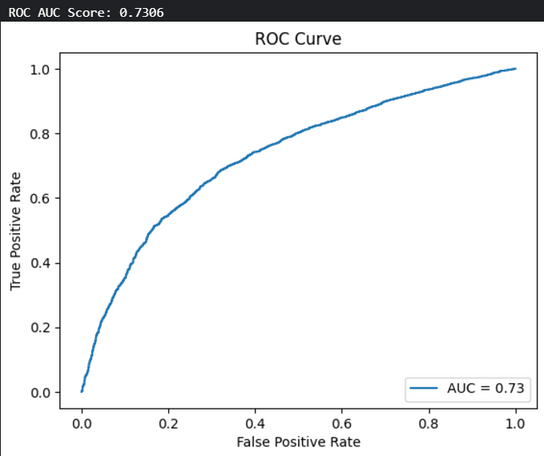 ROC AUC Score: 0.7306
ROC Curve
True Positive Rate
1.0
0.8
0.6
0.4
0.2
0.0
AUC = 0.73
0.0 0.2 0.4 0.6 0.8 1.0
False Positive Rate